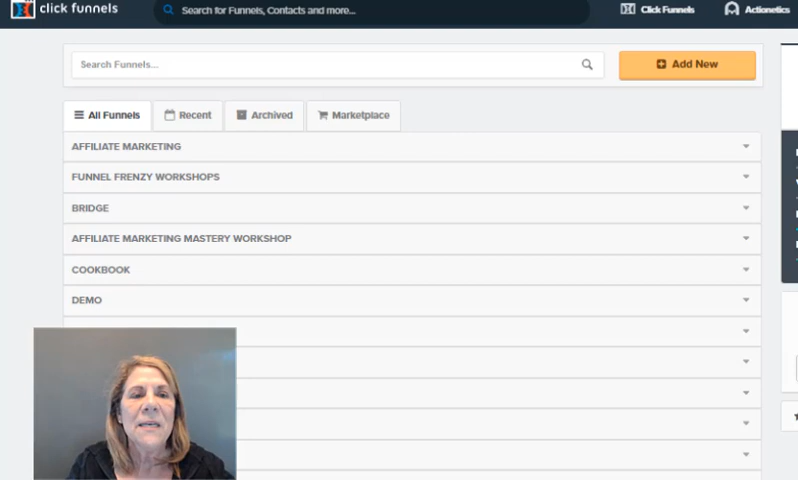 click funnels
Search for Funnels, Contacts and more...
Click Funnels
Actionetics
Search Funnels...
Add New
All Funnels
Recent
Archived
Marketplace
AFFILIATE MARKETING
FUNNEL FRENZY WORKSHOPS
BRIDGE
AFFILIATE MARKETING MASTERY WORKSHOP
COOKBOOK
DEMO